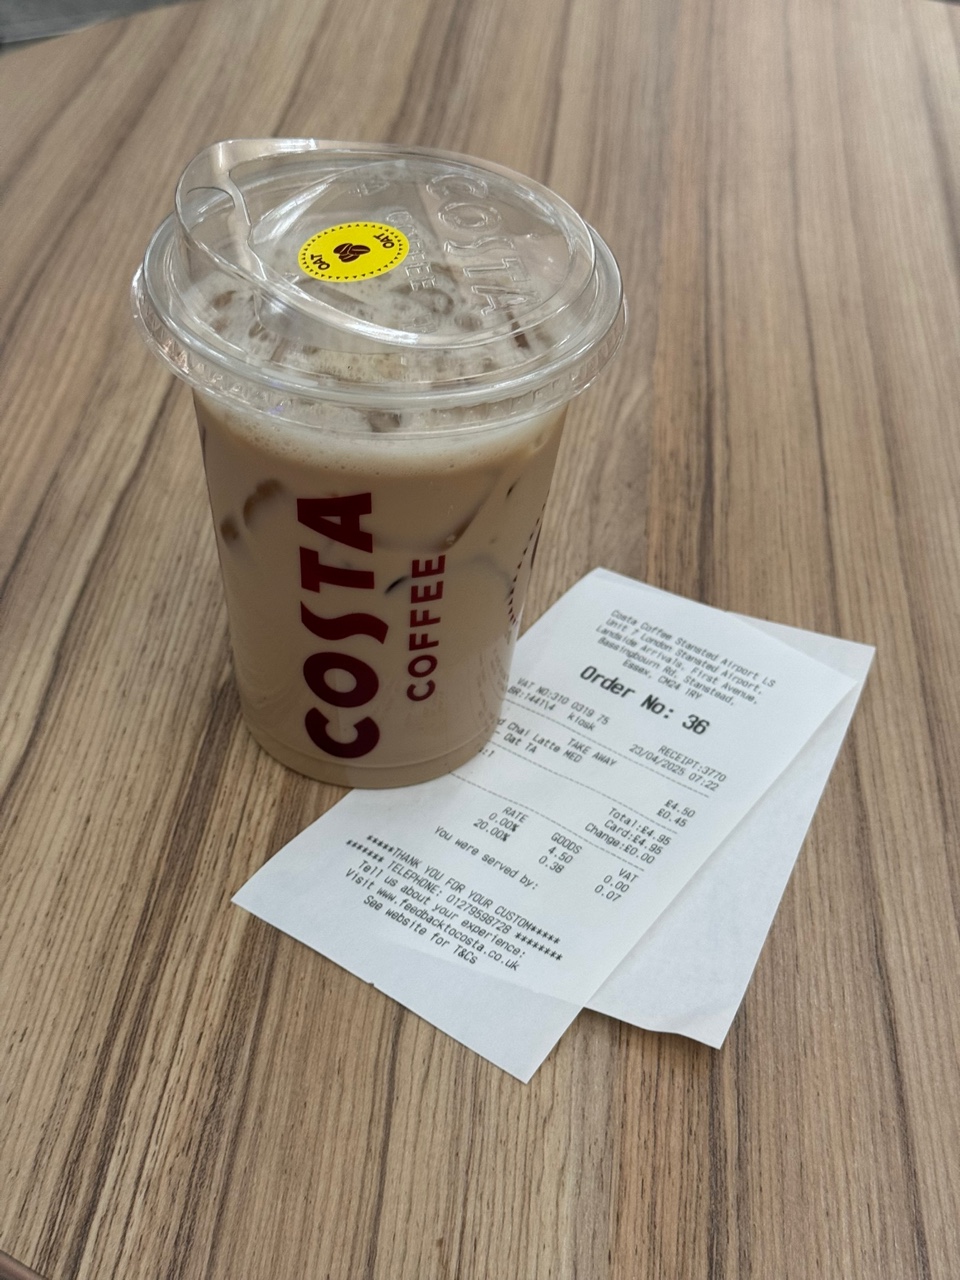 COSTA
COFFEE
OAT
OAT
COSTA
COFFEE
Costa Coffee Stansted Airport LS
Unit 7 London Stansted Airport,
Landside Arrivals, First Avenue,
Bassingbourn Rd, Stanstead,
Essex, CM24 1RY
Order No: 36
VAT NO:310 0319 75
RECEIPT:3770
BR:144114 kiosk
23/04/2025 07:22
TAKE AWAY
d Chai Latte MED £4.50
Oat TA £0.45
Total:£4.95
Card:£4.95
Change:£0.00
RATE GOODS VAT
0.00% 4.50 0.00
20.00% 0.38 0.07
You were served by:
*****THANK YOU FOR YOUR CUSTOM*****
******* TELEPHONE: 01279598728 ********
Tell us about your experience:
Visit www.feedbacktocosta.co.uk
See website for T&Cs